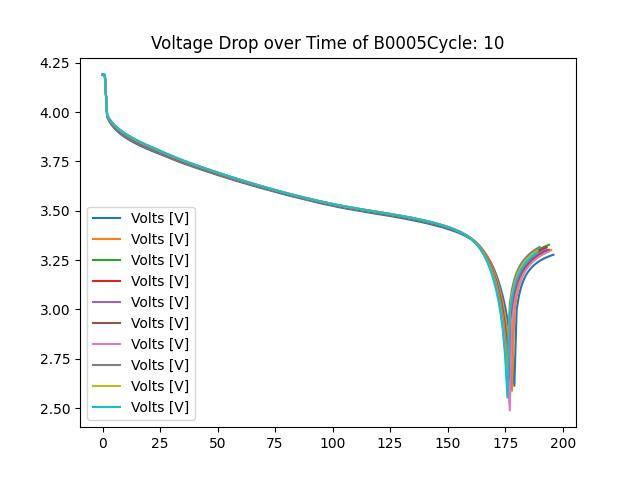 Voltage Drop over Time of B0005Cycle: 10
4.25
4.00
3.75
3.50
3.25
3.00
2.75
2.50
Volts [V]
Volts [V]
Volts [V]
Volts [V]
Volts [V]
Volts [V]
Volts [V]
Volts [V]
Volts [V]
Volts [V]
0 25 50 75 100 125 150 175 200